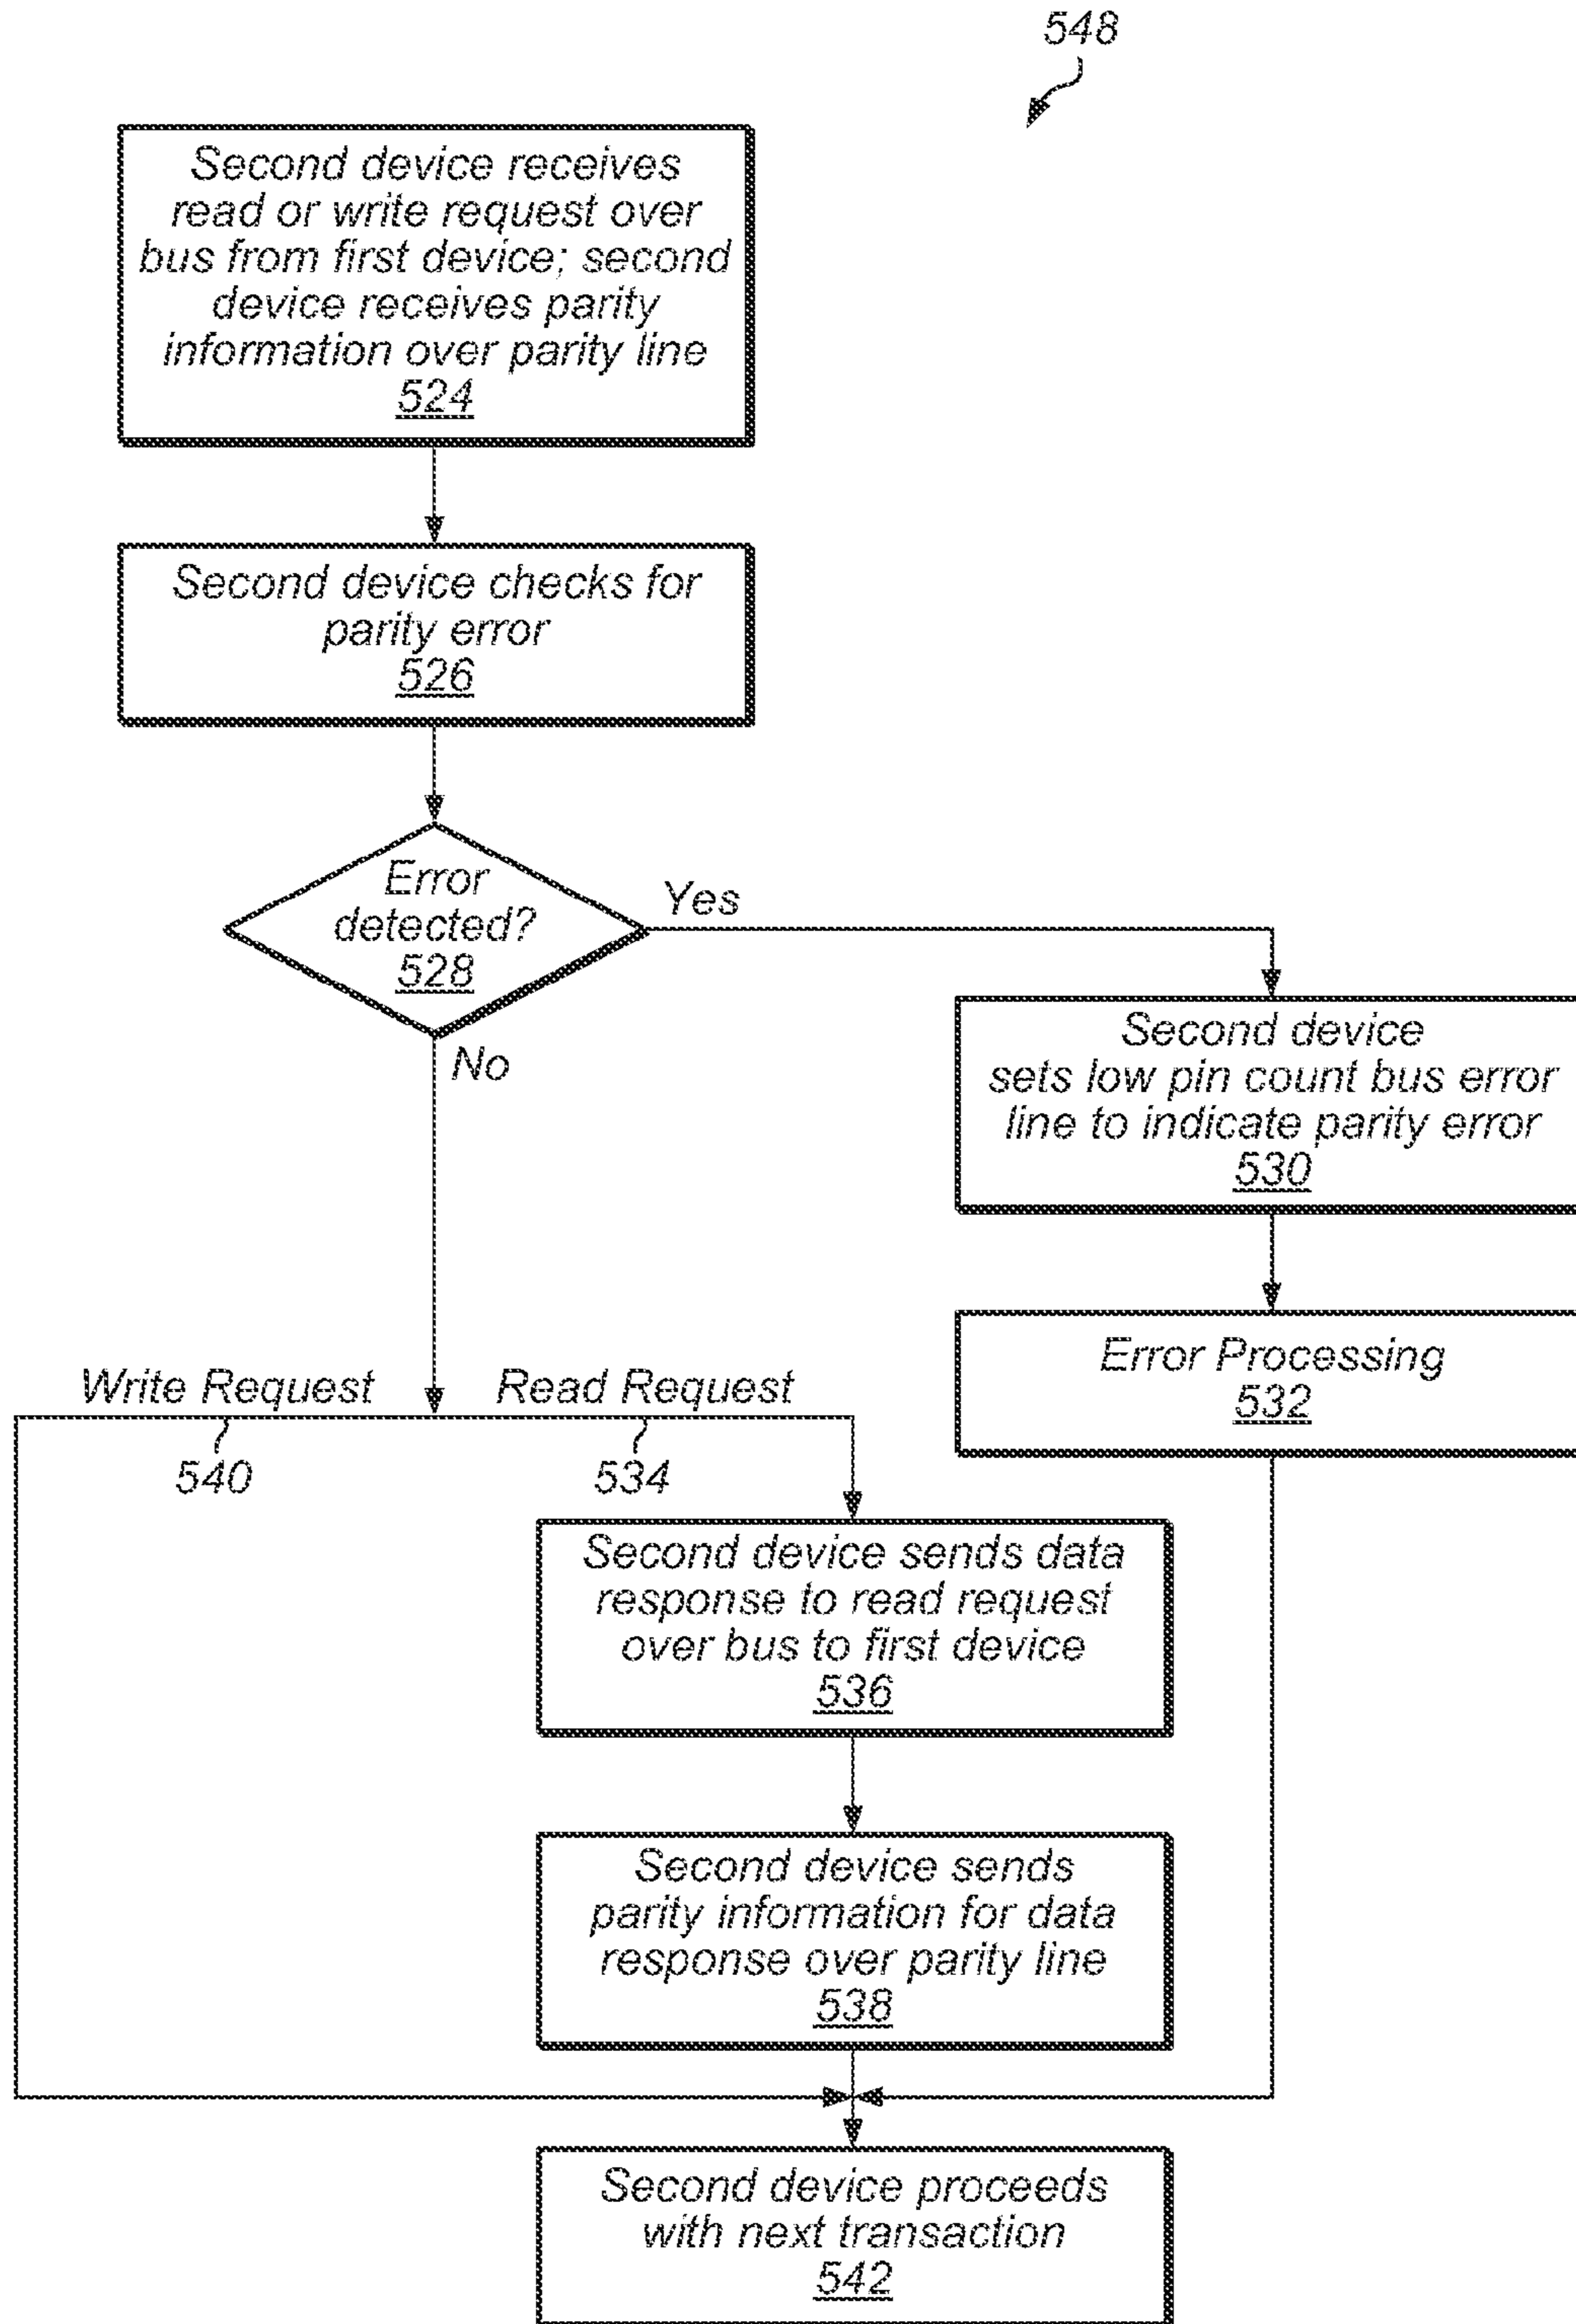 548
Second device receives
read or write request over
bus from first device; second
device receives parity
information over parity line
524
Second device checks for
parity error
526
Error
detected?
528
Yes
No
Second device
sets low pin count bus error
line to indicate parity error
530
Error Processing
532
Write Request
Read Request
540
534
Second device sends data
response to read request
over bus to first device
536
Second device sends
parity information for data
response over parity line
538
Second device proceeds
with next transaction
542